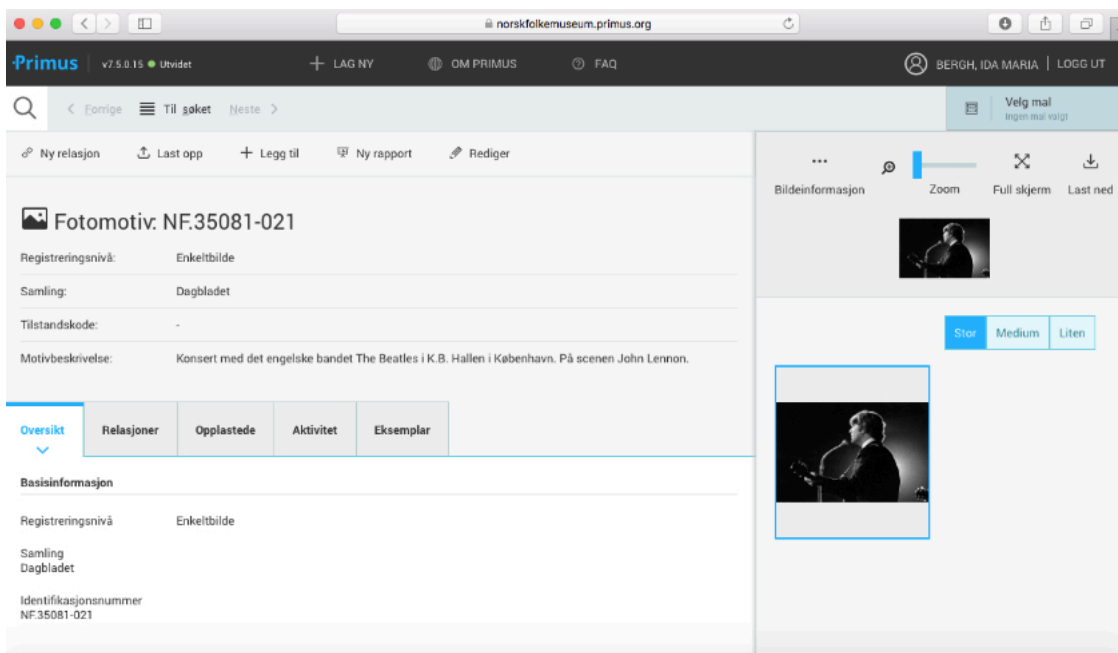 norskfolkemuseum.primus.org
Primus v7.5.0.15 Utvidet LAG NY OM PRIMUS FAQ BERGH, IDA MARIA | LOGG UT
Forrige Til søket Neste
Velg mal
Ingen mal valgt
Ny relasjon Last opp Legg til Ny rapport Rediger
Bildeinformasjon Zoom Full skjerm Last ned
Fotomotiv: NF.35081-021
Registreringsnivå: Enkeltbilde
Samling: Dagbladet
Tilstandskode: -
Motivbeskrivelse: Konsert med det engelske bandet The Beatles i K.B. Hallen i København. På scenen John Lennon.
Stor Medium Liten
Oversikt Relasjoner Opplastede Aktivitet Eksemplar
Basisinformasjon
Registreringsnivå Enkeltbilde
Samling
Dagbladet
Identifikasjonsnummer
NF.35081-021